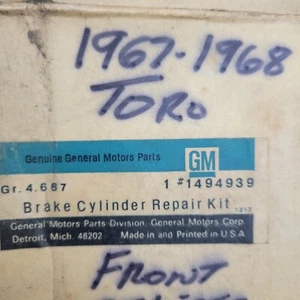 1967-1968
TORO
Genuine General Motors Parts
GM
Gr. 4.667
1 #1494939
Brake Cylinder Repair Kit
General Motors Parts Division, General Motors Corp.
Detroit, Mich. 48202 Made in and Printed in U.S.A
FRONT